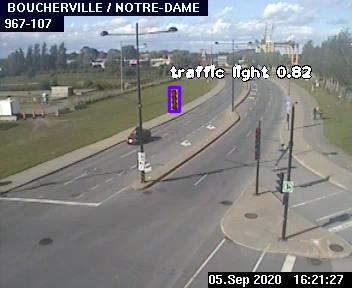 BOUCHERVILLE / NOTRE-DAME
967-107
traffic light 0.82
05.Sep 2020 16:21:27